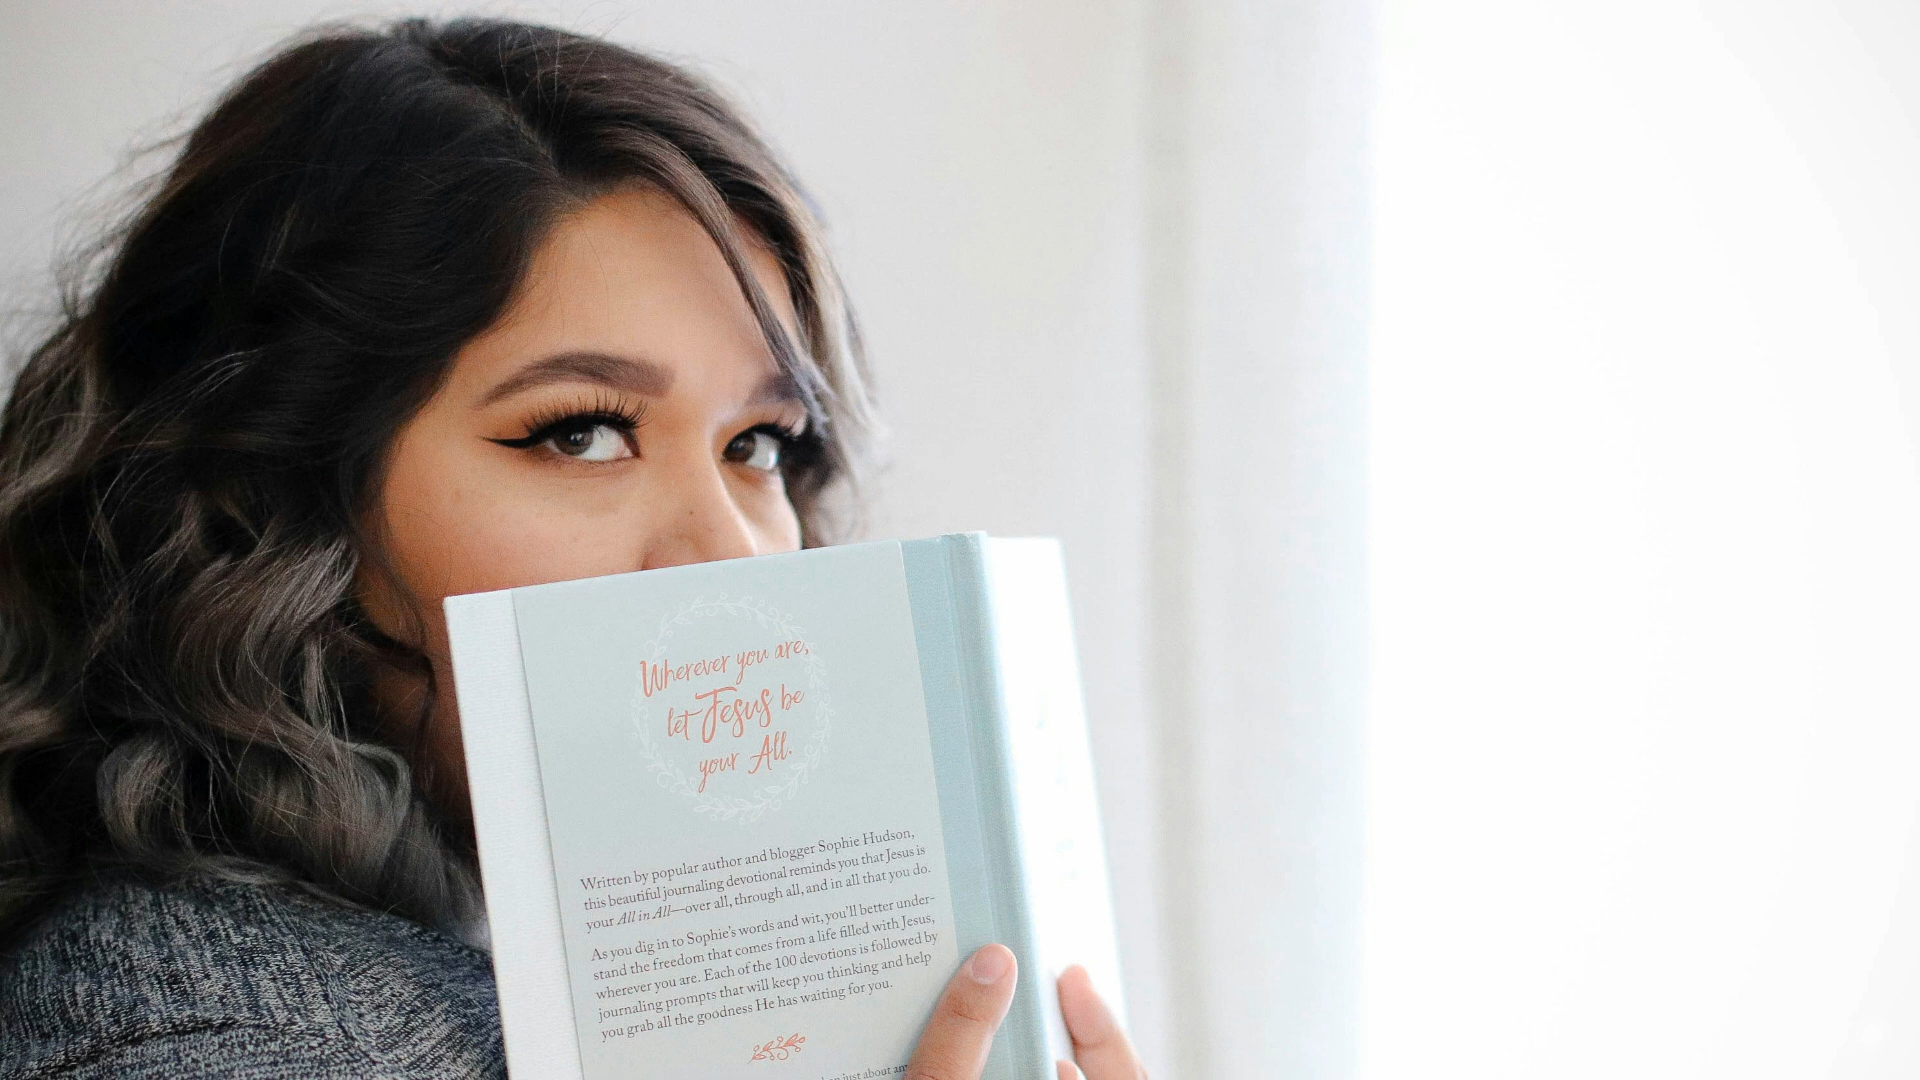 Wherever you are,
let Jesus be
your All.
Written by popular author and blogger Sophie Hudson,
this beautiful journaling devotional reminds you that Jesus is
your All in All—over all, through all, and in all that you do.
As you dig in to Sophie's words and wit, you'll better under-
stand the freedom that comes from a life filled with Jesus,
wherever you are. Each of the 100 devotions is followed by
journaling prompts that will keep you thinking and help
you grab all the goodness He has waiting for you.
just about